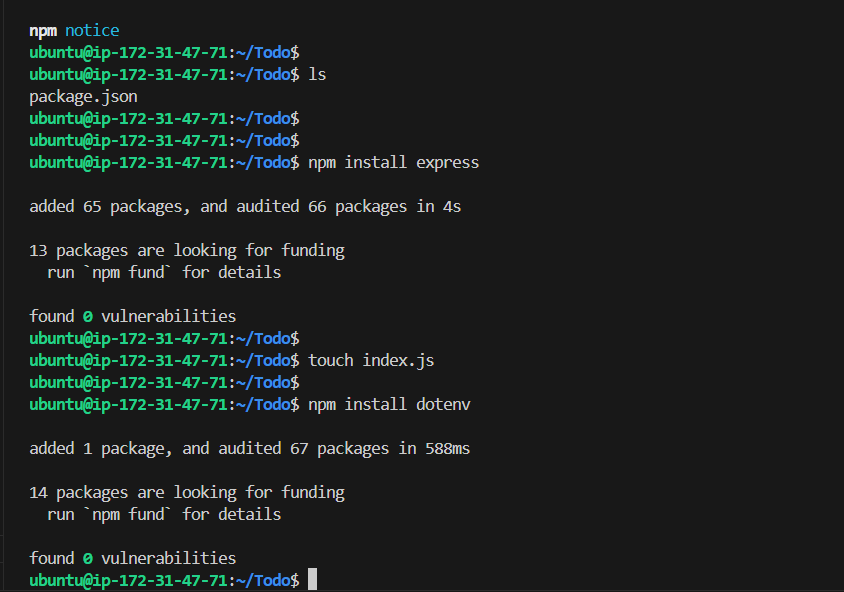 npm notice
ubuntu@ip-172-31-47-71:~/Todo$
ubuntu@ip-172-31-47-71:~/Todo$ ls
package.json
ubuntu@ip-172-31-47-71:~/Todo$
ubuntu@ip-172-31-47-71:~/Todo$
ubuntu@ip-172-31-47-71:~/Todo$ npm install express
added 65 packages, and audited 66 packages in 4s
13 packages are looking for funding
  run `npm fund` for details
found 0 vulnerabilities
ubuntu@ip-172-31-47-71:~/Todo$
ubuntu@ip-172-31-47-71:~/Todo$ touch index.js
ubuntu@ip-172-31-47-71:~/Todo$
ubuntu@ip-172-31-47-71:~/Todo$ npm install dotenv
added 1 package, and audited 67 packages in 588ms
14 packages are looking for funding
  run `npm fund` for details
found 0 vulnerabilities
ubuntu@ip-172-31-47-71:~/Todo$